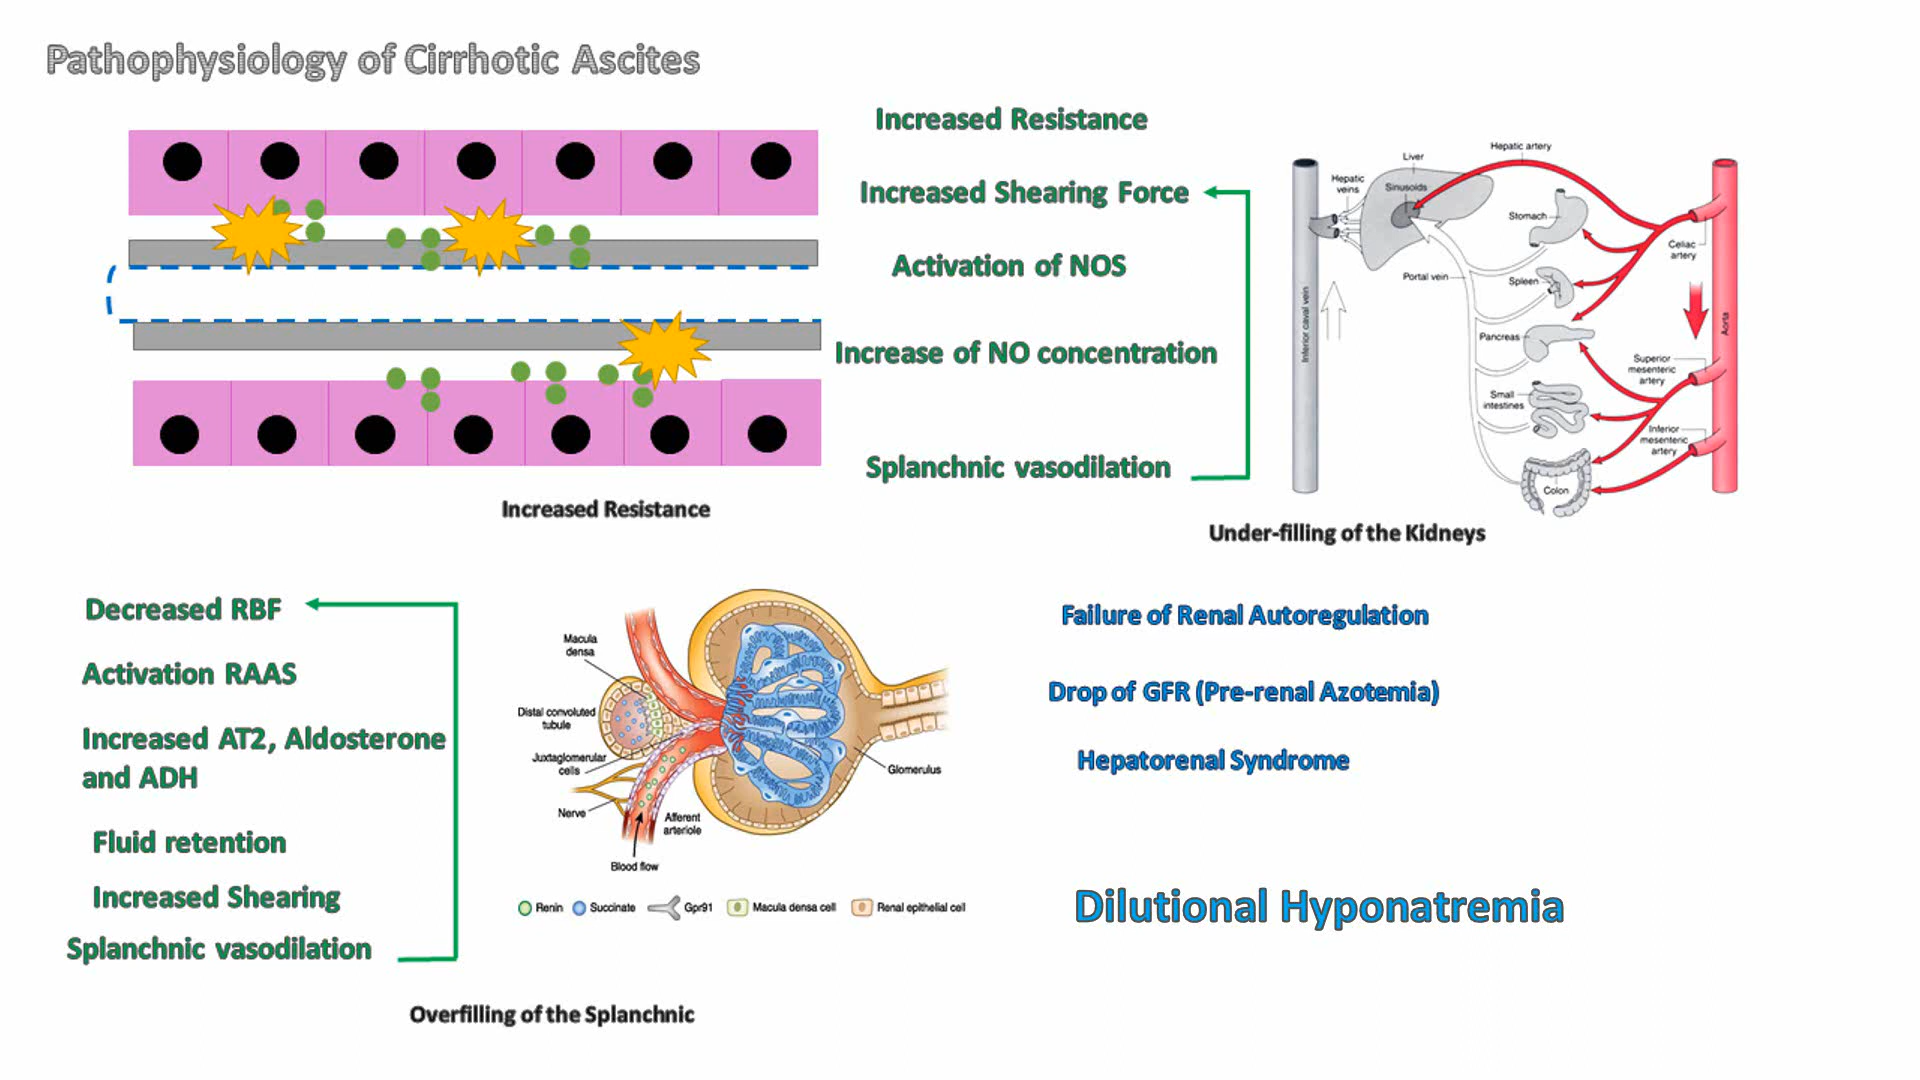 Pathophysiology of Cirrhotic Ascites
Increased Resistance
Increased Shearing Force
Activation of NOS
Increase of NO concentration
Splanchnic vasodilation
Increased Resistance
Hepatic artery
Liver
Hepatic
veins
Sinusoids
Stomach
Celiac
artery
Portal vein
Spleen
Inferior caval vein
Aorta
Pancreas
Superior
mesenteric
artery
Small
intestines
Inferior
mesenteric
artery
Colon
Under-filling of the Kidneys
Decreased RBF
Activation RAAS
Increased AT2, Aldosterone
and ADH
Fluid retention
Increased Shearing
Splanchnic vasodilation
Macula
densa
Distal convoluted
tubule
Juxtaglomerular
cells
Nerve
Afferent
arteriole
Blood flow
Glomerulus
Renin
Succinate
Gpr91
Macula densa cell
Renal epithelial cell
Overfilling of the Splanchnic
Failure of Renal Autoregulation
Drop of GFR (Pre-renal Azotemia)
Hepatorenal Syndrome
Dilutional Hyponatremia